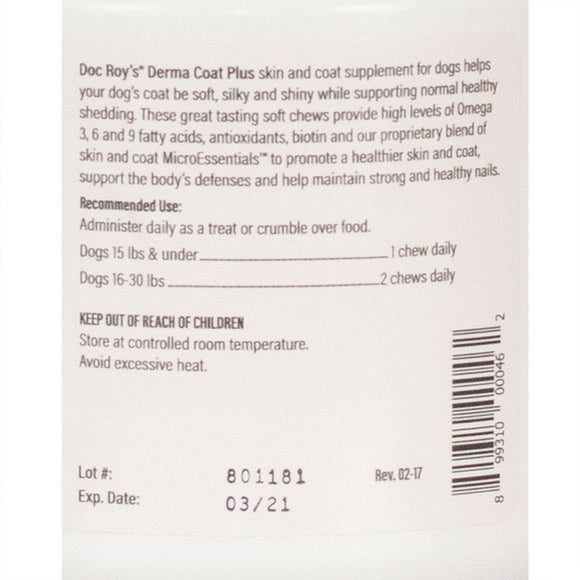 Doc Roy's® Derma Coat Plus skin and coat supplement for dogs helps
your dog's coat be soft, silky and shiny while supporting normal healthy
shedding. These great tasting soft chews provide high levels of Omega
3, 6 and 9 fatty acids, antioxidants, biotin and our proprietary blend of
skin and coat MicroEssentials™ to promote a healthier skin and coat,
support the body's defenses and help maintain strong and healthy nails.
Recommended Use:
Administer daily as a treat or crumble over food.
Dogs 15 lbs & under 1 chew daily
Dogs 16-30 lbs 2 chews daily
KEEP OUT OF REACH OF CHILDREN
Store at controlled room temperature.
Avoid excessive heat.
Lot #: 801181 Rev. 02-17
Exp. Date: 03/21
8 99310 00046 2